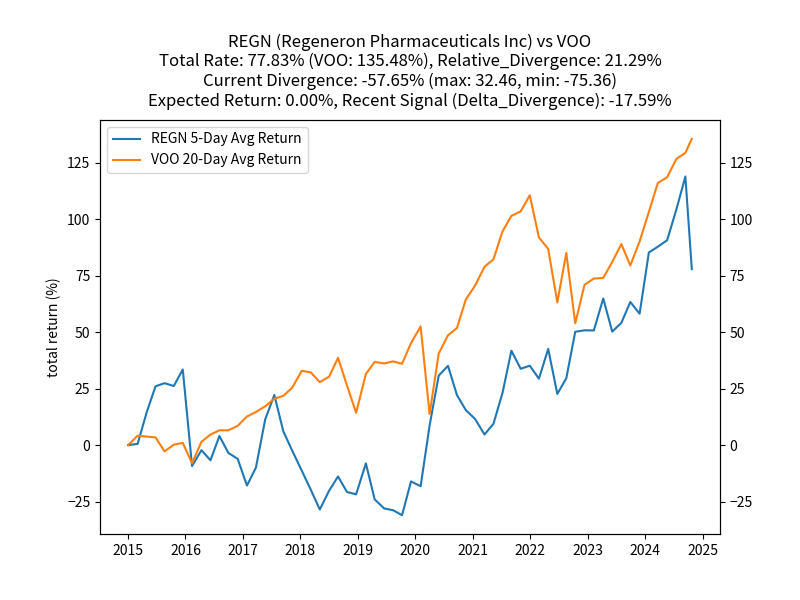 REGN (Regeneron Pharmaceuticals Inc) vs VOO
Total Rate: 77.83% (VOO: 135.48%), Relative_Divergence: 21.29%
Current Divergence: -57.65% (max: 32.46, min: -75.36)
Expected Return: 0.00%, Recent Signal (Delta_Divergence): -17.59%
REGN 5-Day Avg Return
VOO 20-Day Avg Return
total return (%)
125
100
75
50
25
0
−25
125
100
75
50
25
0
−25
2015 2016 2017 2018 2019 2020 2021 2022 2023 2024 2025